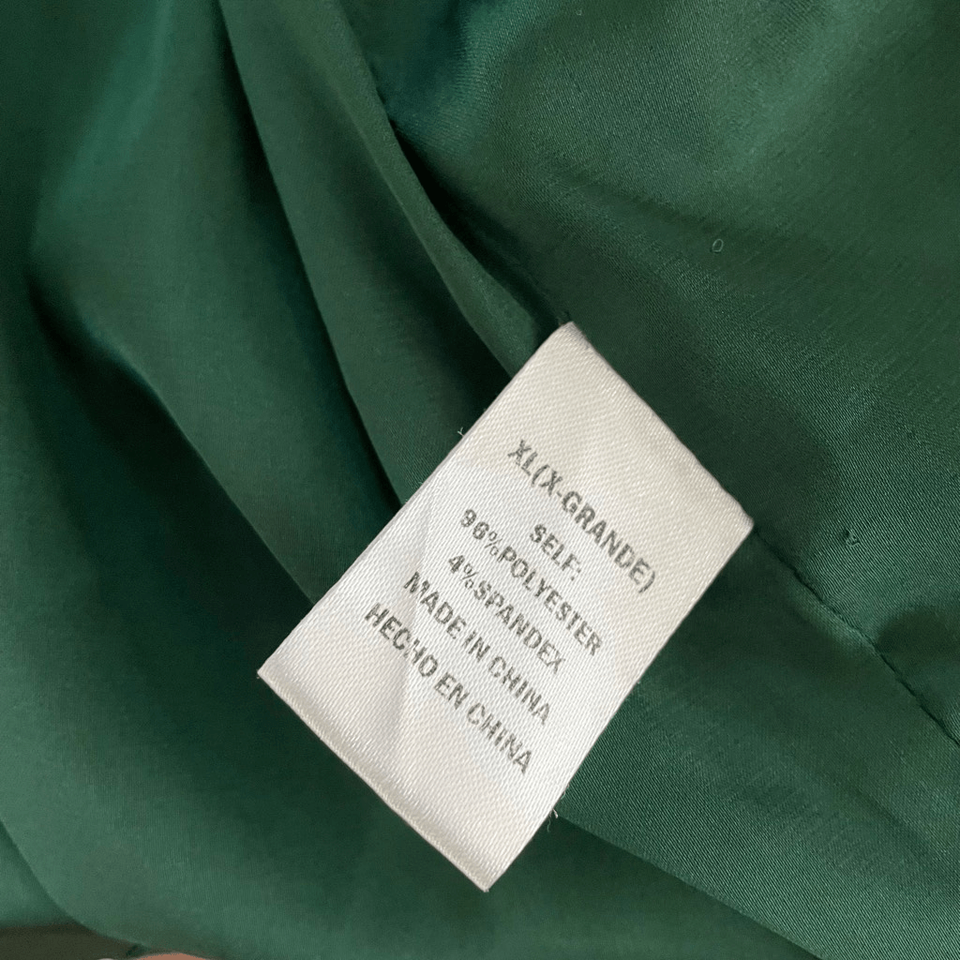 XL(X-GRANDE)
SELF:
96%POLYESTER
4%SPANDEX
MADE IN CHINA
HECHO EN CHINA